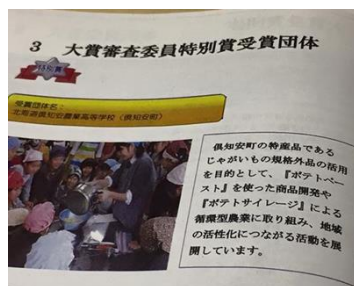 3 大賞審査委員特別賞受賞団体
特別賞
受賞団体名:
北海道倶知安農業高等学校(倶知安町)
倶知安町の特産品である
じゃがいもの規格外品の活用
を目的として、『ポテトペー
スト』を使った商品開発や
『ポテトサイレージ』による
循環型農業に取り組み、地域
の活性化につながる活動を展
開しています。